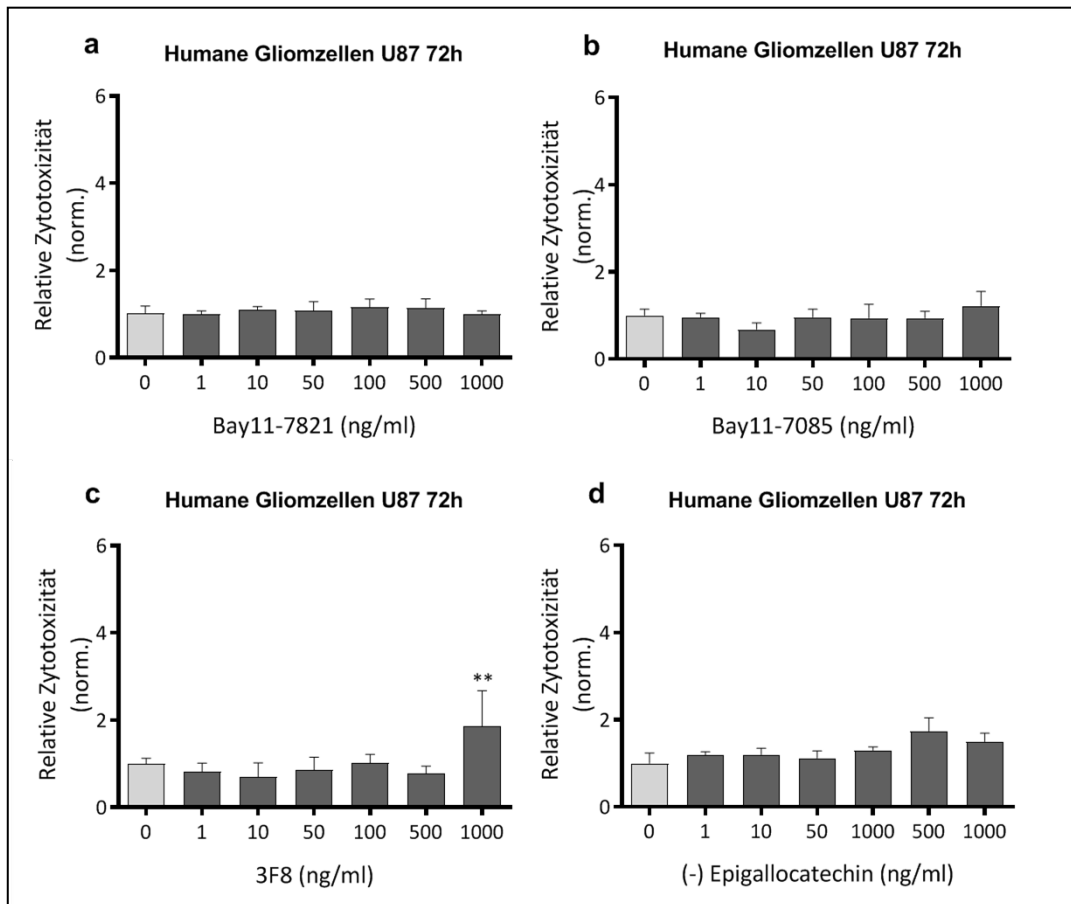 a
Humane Gliomzellen U87 72h
Relative Zytotoxizität
(norm.)
6
4
2
0
0 1 10 50 100 500 1000
Bay11-7821 (ng/ml)
b
Humane Gliomzellen U87 72h
Relative Zytotoxizität
(norm.)
6
4
2
0
0 1 10 50 100 500 1000
Bay11-7085 (ng/ml)
c
Humane Gliomzellen U87 72h
Relative Zytotoxizität
(norm.)
6
4
2
0
**
0 1 10 50 100 500 1000
3F8 (ng/ml)
d
Humane Gliomzellen U87 72h
Relative Zytotoxizität
(norm.)
6
4
2
0
0 1 10 50 1000 500 1000
(-) Epigallocatechin (ng/ml)